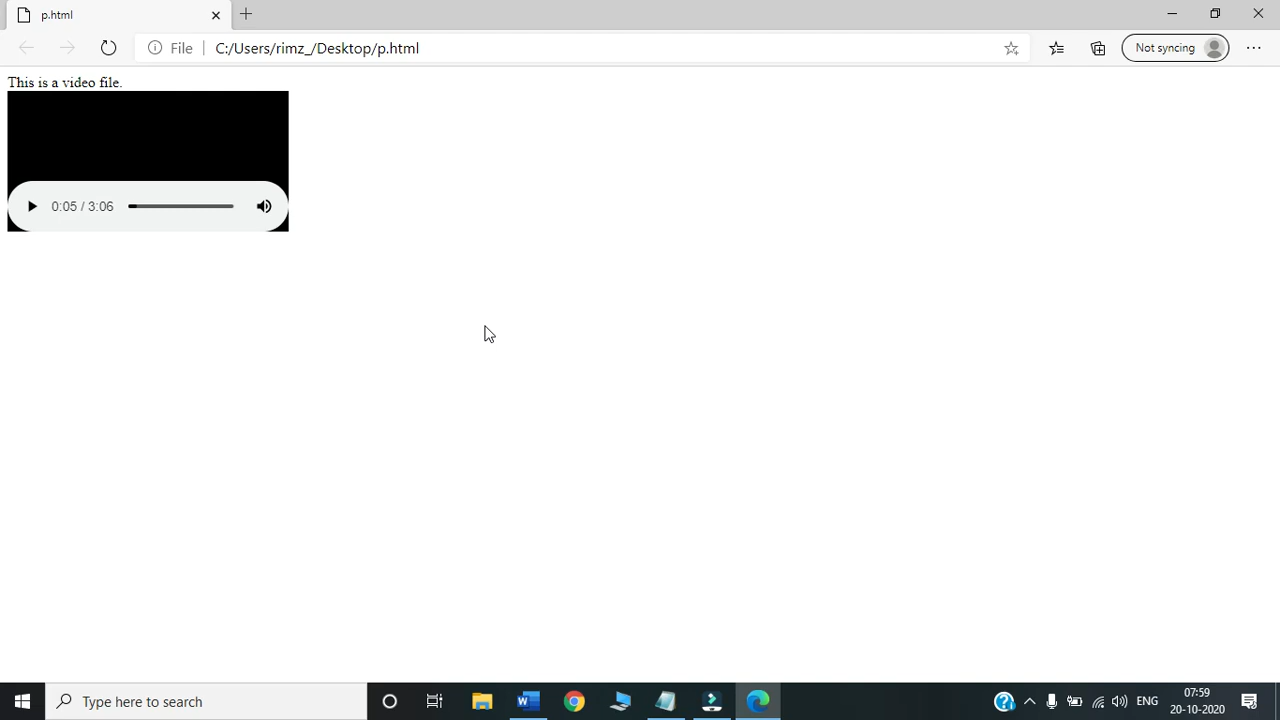 p.html
File
C:/Users/rimz_/Desktop/p.html
Not syncing
This is a video file.
0:05 / 3:06
Type here to search
ENG
07:59
20-10-2020